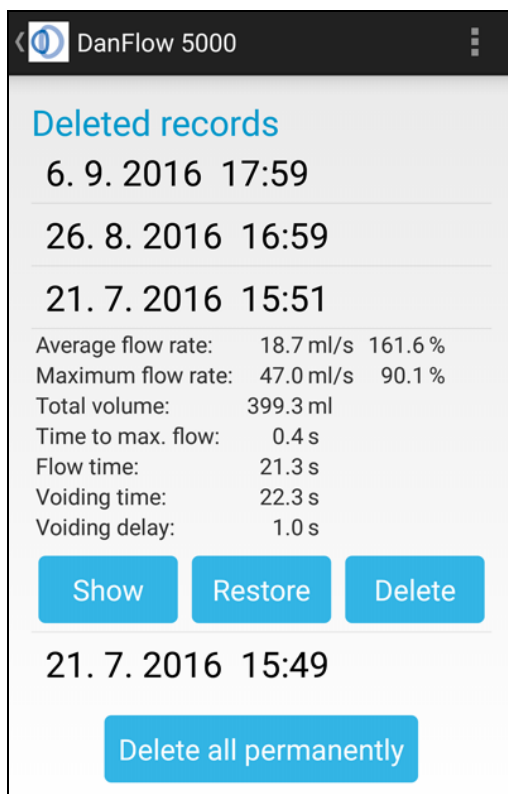 DanFlow 5000
Deleted records
6. 9. 2016 17:59
26. 8. 2016 16:59
21. 7. 2016 15:51
Average flow rate: 18.7 ml/s 161.6 %
Maximum flow rate: 47.0 ml/s 90.1 %
Total volume: 399.3 ml
Time to max. flow: 0.4 s
Flow time: 21.3 s
Voiding time: 22.3 s
Voiding delay: 1.0 s
Show Restore Delete
21. 7. 2016 15:49
Delete all permanently